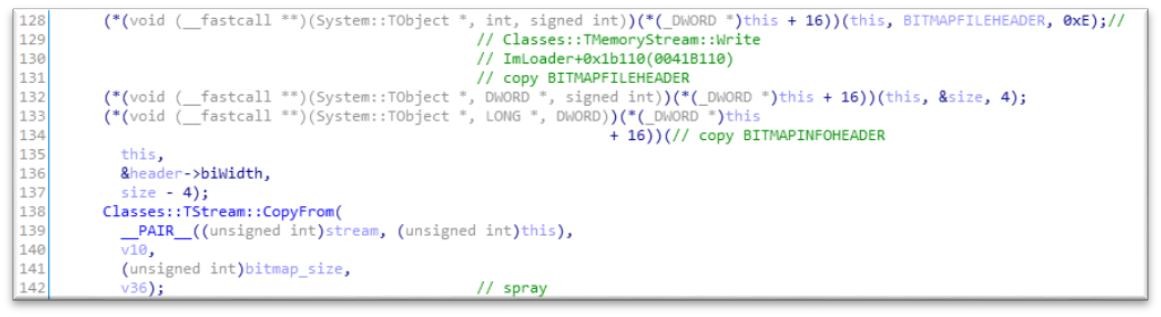 128 (*(void (__fastcall **)(System::TObject *, int, signed int))(*(_DWORD *)this + 16))(this, BITMAPFILEHEADER, 0xE);//
129 // Classes::TMemoryStream::Write
130 // ImLoader+0x1b110(0041B110)
131 // copy BITMAPFILEHEADER
132 (*(void (__fastcall **)(System::TObject *, DWORD *, signed int))(*(_DWORD *)this + 16))(this, &size, 4);
133 (*(void (__fastcall **)(System::TObject *, LONG *, DWORD))(*(_DWORD *)this
134 + 16))(// copy BITMAPINFOHEADER
135 this,
136 &header->biWidth,
137 size - 4);
138 Classes::TStream::CopyFrom(
139 __PAIR__((unsigned int)stream, (unsigned int)this),
140 v10,
141 (unsigned int)bitmap_size,
142 v36); // spray